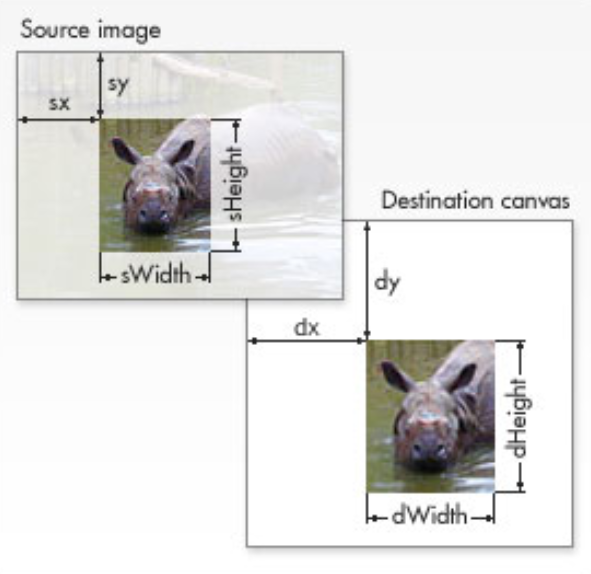 Source image
sy
sx
sHeight
sWidth
Destination canvas
dy
dx
dHeight
dWidth